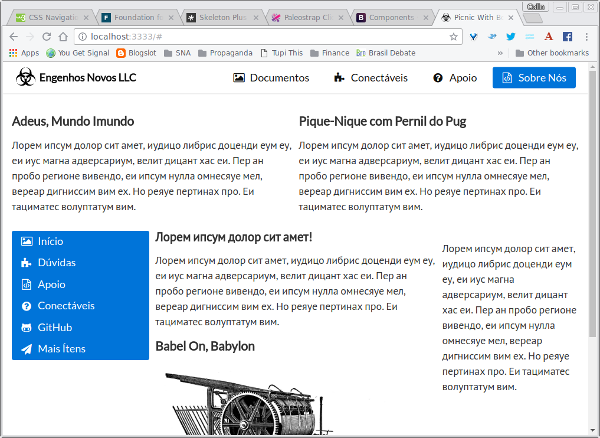 Cadio
CSS Navigatio
Foundation fo
Skeleton Plus
Poleostrap Cl
Components
Picnic With B
localhost:3333/#
Apps
You Get Signal
Blogslot
SNA
Propaganda
Tupi This
Finance
Brasil Debate
»
Other bookmarks
Engenhos Novos LLC
Documentos
Conectáveis
Apoio
Sobre Nós
Adeus, Mundo Imundo
Лорем ипсум долор сит амет, иудицо либрис доценди еум еу,
еи иус магна адверсариум, велит дицант хас еи. Пер ан
пробо регионе вивендо, еи ипсум нулла омнесяуе мел,
вереар дигниссим вим ех. Но реяуе пертинах про. Еи
тациматес волуптатум вим.
Pique-Nique com Pernil do Pug
Лорем ипсум долор сит амет, иудицо либрис доценди еум еу,
еи иус магна адверсариум, велит дицант хас еи. Пер ан
пробо регионе вивендо, еи ипсум нулла омнесяуе мел,
вереар дигниссим вим ех. Но реяуе пертинах про. Еи
тациматес волуптатум вим.
Início
Dúvidas
Apoio
Conectáveis
GitHub
Mais Ítens
Лорем ипсум долор сит амет!
Лорем ипсум долор сит амет, иудицо либрис доценди еум еу,
еи иус магна адверсариум, велит дицант хас еи. Пер ан
пробо регионе вивендо, еи ипсум нулла омнесяуе мел,
вереар дигниссим вим ех. Но реяуе пертинах про. Еи
тациматес волуптатум вим.
Babel On, Babylon
Лорем ипсум долор сит амет,
иудицо либрис доценди еум
еу, еи иус магна
адверсариум, велит дицант
хас еи. Пер ан пробо регионе
вивендо, еи ипсум нулла
омнесяуе мел, вереар
дигниссим вим ех. Но реяуе
пертинах про. Еи тациматес
волуптатум вим.